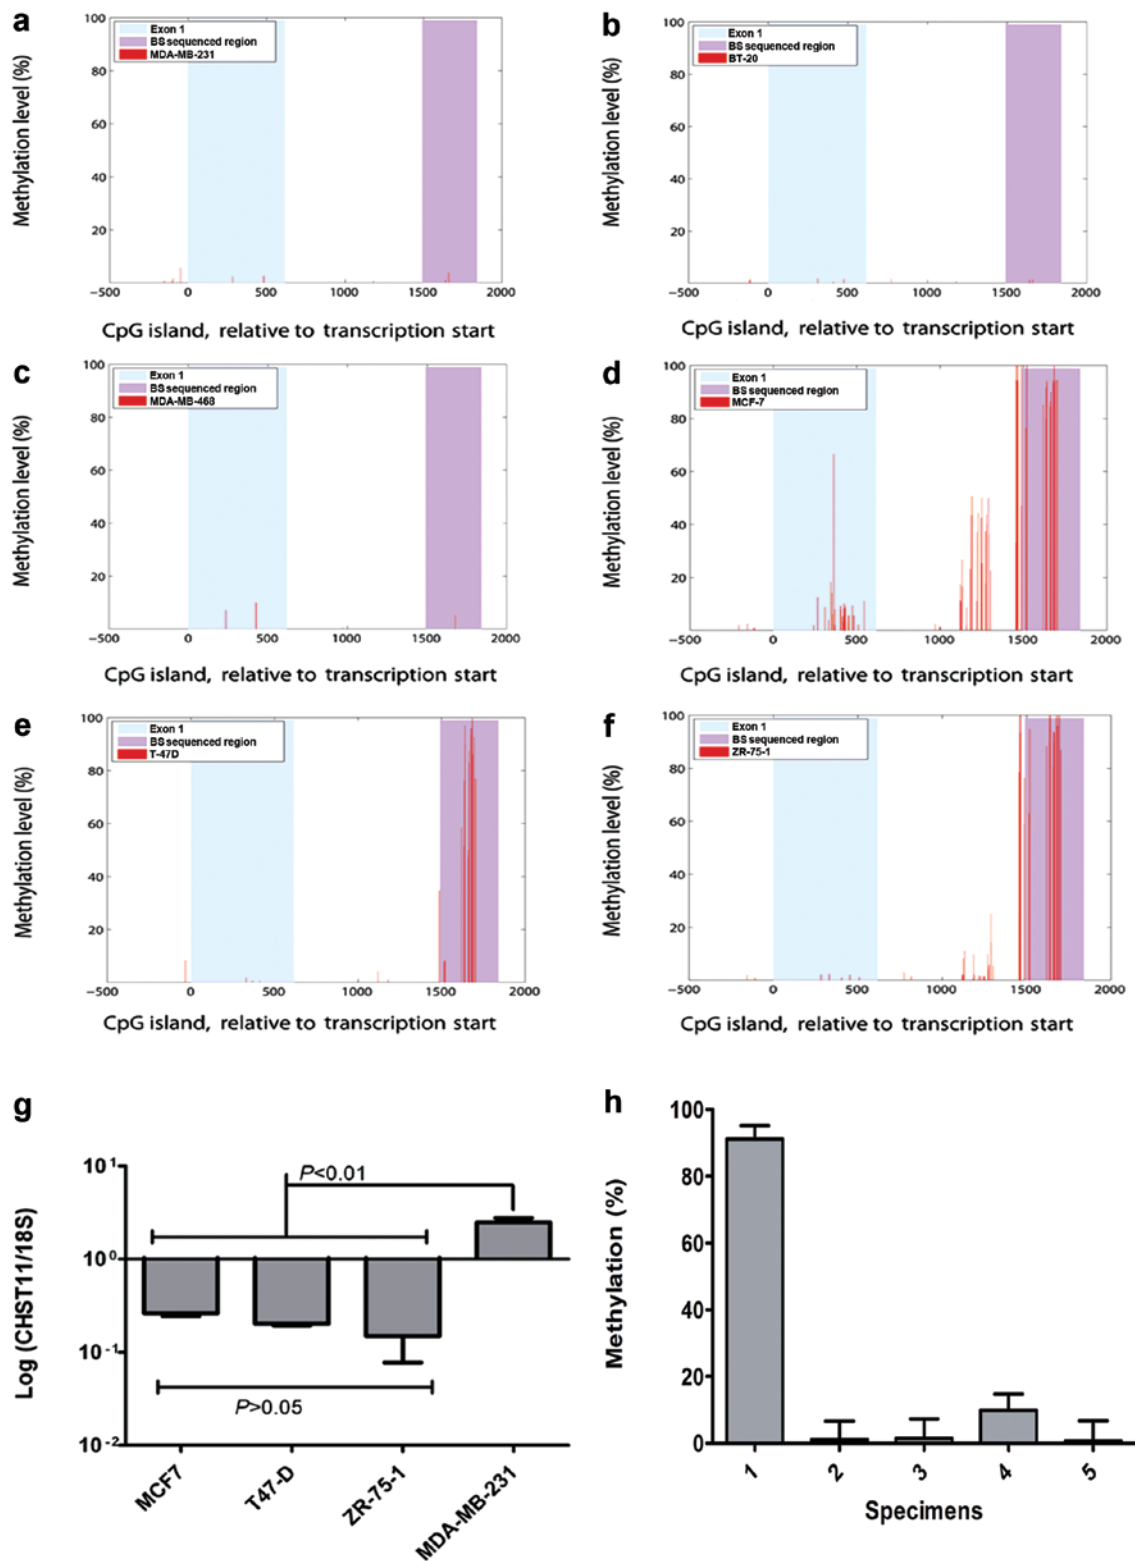 a
100
80
60
40
20
Methylation level (%)
Exon 1
BS sequenced region
MDA-MB-231
−500 0 500 1000 1500 2000
CpG island, relative to transcription start
b
100
80
60
40
20
Methylation level (%)
Exon 1
BS sequenced region
BT-20
−500 0 500 1000 1500 2000
CpG island, relative to transcription start
c
100
80
60
40
20
Methylation level (%)
Exon 1
BS sequenced region
MDA-MB-468
−500 0 500 1000 1500 2000
CpG island, relative to transcription start
d
100
80
60
40
20
Methylation level (%)
Exon 1
BS sequenced region
MCF-7
−500 0 500 1000 1500 2000
CpG island, relative to transcription start
e
100
80
60
40
20
Methylation level (%)
Exon 1
BS sequenced region
T-47D
−500 0 500 1000 1500 2000
CpG island, relative to transcription start
f
100
80
60
40
20
Methylation level (%)
Exon 1
BS sequenced region
ZR-75-1
−500 0 500 1000 1500 2000
CpG island, relative to transcription start
g
Log (CHST11/18S)
10¹
10⁰
10⁻¹
10⁻²
P<0.01
P>0.05
MCF7
T47-D
ZR-75-1
MDA-MB-231
h
Methylation (%)
100
80
60
40
20
0
1 2 3 4 5
Specimens